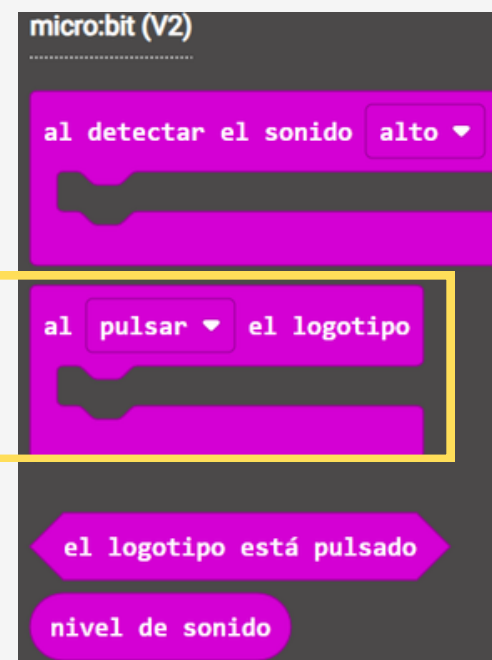 micro:bit (V2)
al detectar el sonido alto
al pulsar el logotipo
el logotipo está pulsado
nivel de sonido